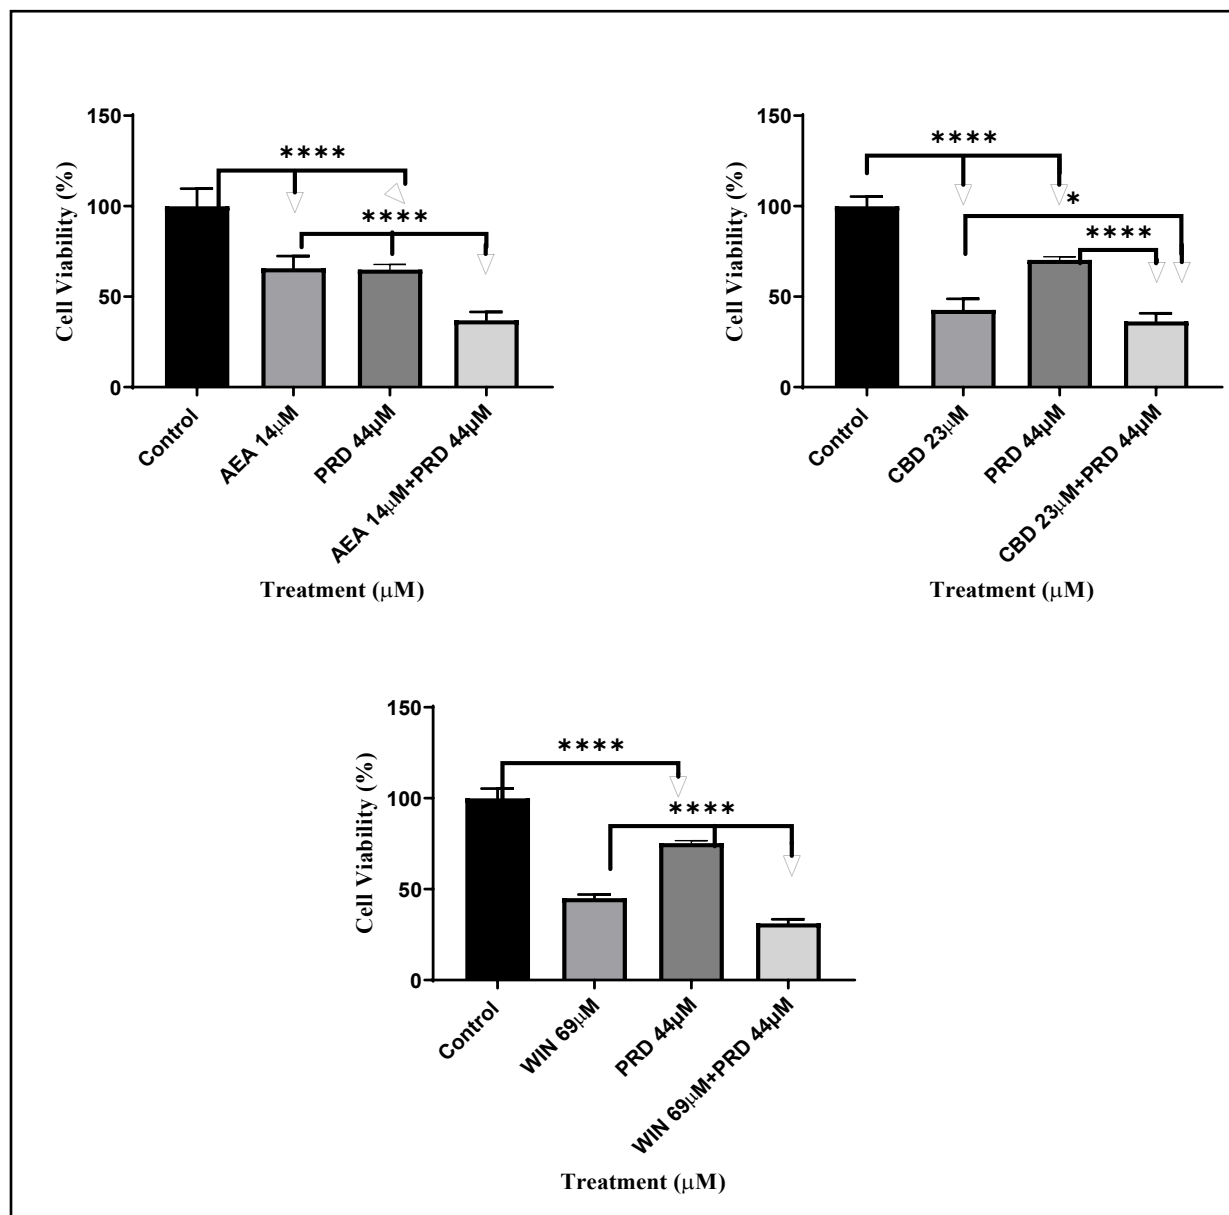 150
100
50
0
Cell Viability (%)
****
****
Control
AEA 14μM
PRD 44μM
AEA 14μM+PRD 44μM
Treatment (μM)
150
100
50
0
Cell Viability (%)
****
*
****
Control
CBD 23μM
PRD 44μM
CBD 23μM+PRD 44μM
Treatment (μM)
150
100
50
0
Cell Viability (%)
****
****
Control
WIN 69μM
PRD 44μM
WIN 69μM+PRD 44μM
Treatment (μM)